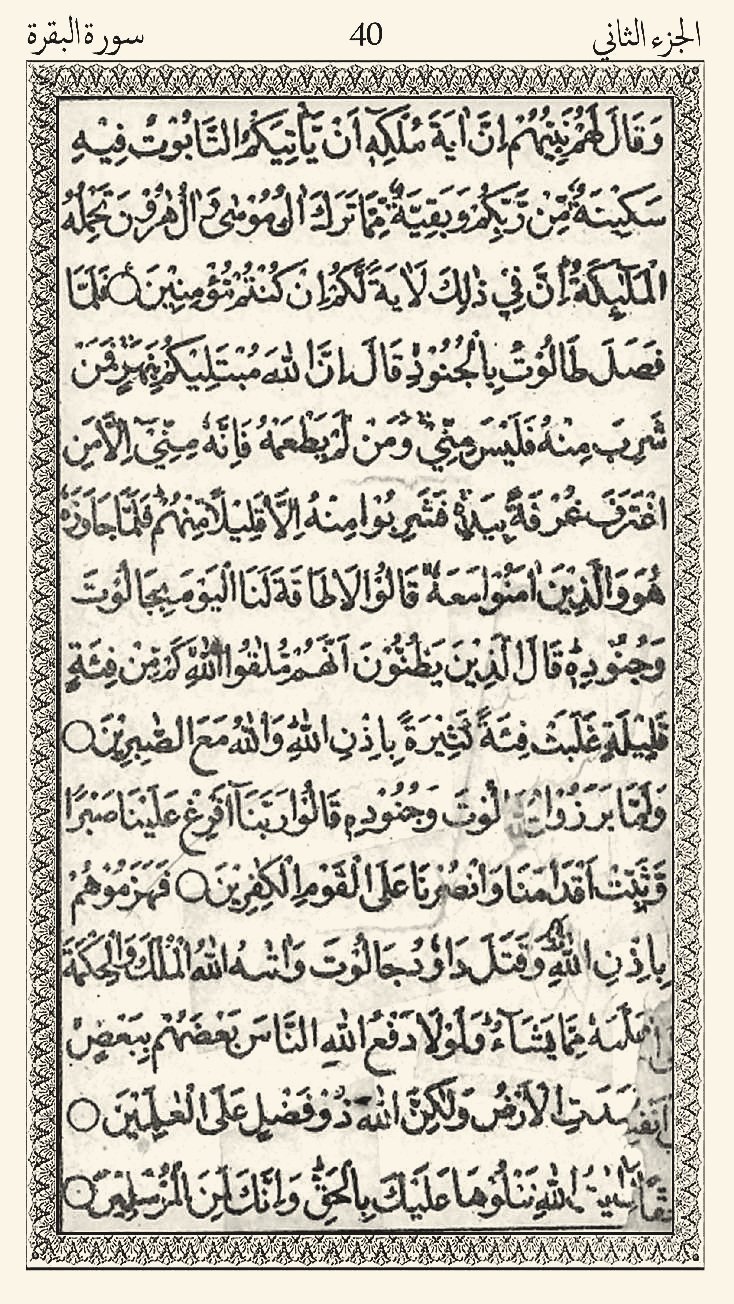 الجزء الثاني 40 سورة البقرة
وَقَالَ لَهُمْ نَبِيُّهُمْ اِنَّ اٰيَةَ مُلْكِهٖٓ اَنْ يَّاْتِيَكُمُ التَّابُوْتُ فِيْهِ
سَكِيْنَةٌ مِّنْ رَّبِّكُمْ وَبَقِيَّةٌ مِّمَّا تَرَكَ اٰلُ مُوْسٰى وَاٰلُ هٰرُوْنَ تَحْمِلُهُ
الْمَلٰٓئِكَةُ ؕ اِنَّ فِيْ ذٰلِكَ لَاٰيَةً لَّكُمْ اِنْ كُنْتُمْ مُّؤْمِنِيْنَ ○ فَلَمَّا
فَصَلَ طَالُوْتُ بِالْجُنُوْدِ قَالَ اِنَّ اللّٰهَ مُبْتَلِيْكُمْ بِنَهَرٍ ۚ فَمَنْ
شَرِبَ مِنْهُ فَلَيْسَ مِنِّيْ ۚ وَمَنْ لَّمْ يَطْعَمْهُ فَاِنَّهٗ مِنِّيْٓ اِلَّا مَنِ
اغْتَرَفَ غُرْفَةًۢ بِيَدِهٖ ۚ فَشَرِبُوْا مِنْهُ اِلَّا قَلِيْلًا مِّنْهُمْ ؕ فَلَمَّا جَاوَزَهٗ
هُوَ وَالَّذِيْنَ اٰمَنُوْا مَعَهٗ ۙ قَالُوْا لَا طَاقَةَ لَنَا الْيَوْمَ بِجَالُوْتَ
وَجُنُوْدِهٖ ؕ قَالَ الَّذِيْنَ يَظُنُّوْنَ اَنَّهُمْ مُّلٰقُوا اللّٰهِ ۙ كَمْ مِّنْ فِئَةٍ
قَلِيْلَةٍ غَلَبَتْ فِئَةً كَثِيْرَةًۢ بِاِذْنِ اللّٰهِ ؕ وَاللّٰهُ مَعَ الصّٰبِرِيْنَ ○
وَلَمَّا بَرَزُوْا لِجَالُوْتَ وَجُنُوْدِهٖ قَالُوْا رَبَّنَآ اَفْرِغْ عَلَيْنَا صَبْرًا
وَّثَبِّتْ اَقْدَامَنَا وَانْصُرْنَا عَلَى الْقَوْمِ الْكٰفِرِيْنَ ○ فَهَزَمُوْهُمْ
بِاِذْنِ اللّٰهِ ۙ وَقَتَلَ دَاوٗدُ جَالُوْتَ وَاٰتٰىهُ اللّٰهُ الْمُلْكَ وَالْحِكْمَةَ
وَعَلَّمَهٗ مِمَّا يَشَآءُ ؕ وَلَوْلَا دَفْعُ اللّٰهِ النَّاسَ بَعْضَهُمْ بِبَعْضٍ
لَّفَسَدَتِ الْاَرْضُ وَلٰكِنَّ اللّٰهَ ذُوْ فَضْلٍ عَلَى الْعٰلَمِيْنَ ○
اللّٰهِ نَتْلُوْهَا عَلَيْكَ بِالْحَقِّ ؕ وَاِنَّكَ لَمِنَ الْمُرْسَلِيْنَ ○